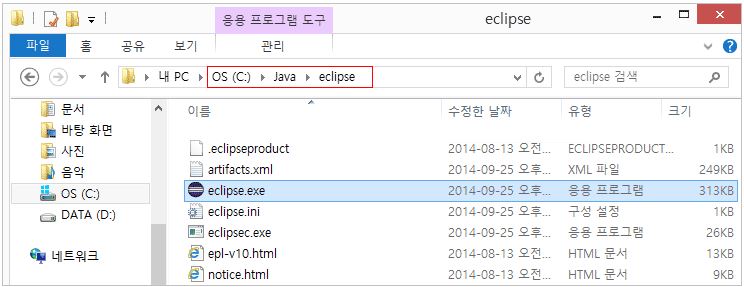 응용 프로그램 도구
eclipse
파일
홈
공유
보기
관리
내 PC
OS (C:)
Java
eclipse
eclipse 검색
이름
수정한 날짜
유형
크기
문서
바탕 화면
사진
음악
OS (C:)
DATA (D:)
네트워크
.eclipseproduct 2014-08-13 오전... ECLIPSEPRODUCT... 1KB
artifacts.xml 2014-09-25 오후... XML 파일 249KB
eclipse.exe 2014-09-25 오후... 응용 프로그램 313KB
eclipse.ini 2014-09-25 오후... 구성 설정 1KB
eclipsec.exe 2014-09-25 오후... 응용 프로그램 26KB
epl-v10.html 2014-08-13 오전... HTML 문서 13KB
notice.html 2014-08-13 오전... HTML 문서 9KB